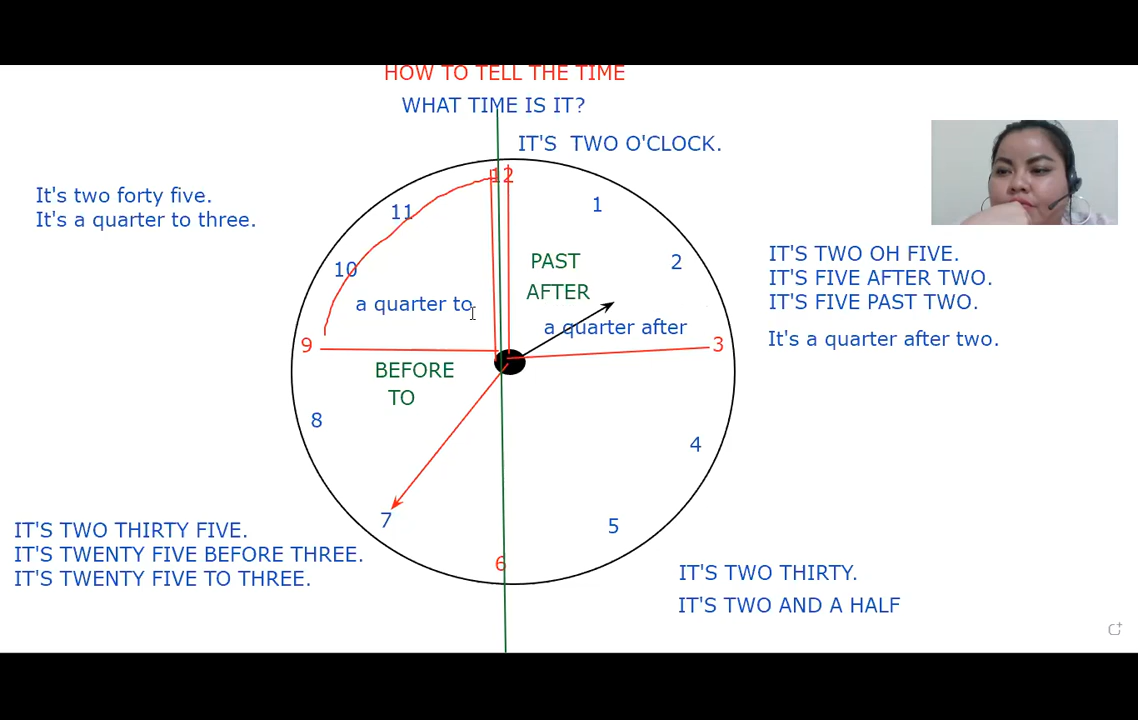 HOW TO TELL THE TIME
WHAT TIME IS IT?
IT'S TWO O'CLOCK.
12
1
11
2
10
3
9
4
8
5
7
6
It's two forty five.
It's a quarter to three.
PAST
AFTER
a quarter to
a quarter after
BEFORE
TO
IT'S TWO OH FIVE.
IT'S FIVE AFTER TWO.
IT'S FIVE PAST TWO.
It's a quarter after two.
IT'S TWO THIRTY FIVE.
IT'S TWENTY FIVE BEFORE THREE.
IT'S TWENTY FIVE TO THREE.
IT'S TWO THIRTY.
IT'S TWO AND A HALF